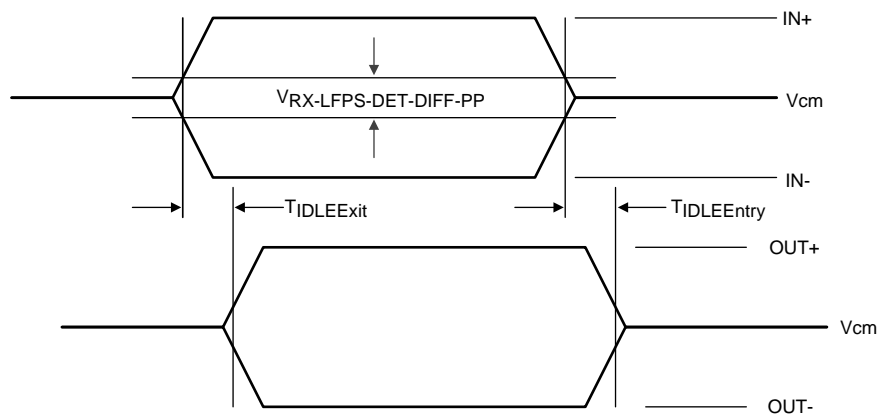 IN+
VRX-LFPS-DET-DIFF-PP
Vcm
IN-
TIDLEExit
TIDLEEntry
OUT+
Vcm
OUT-